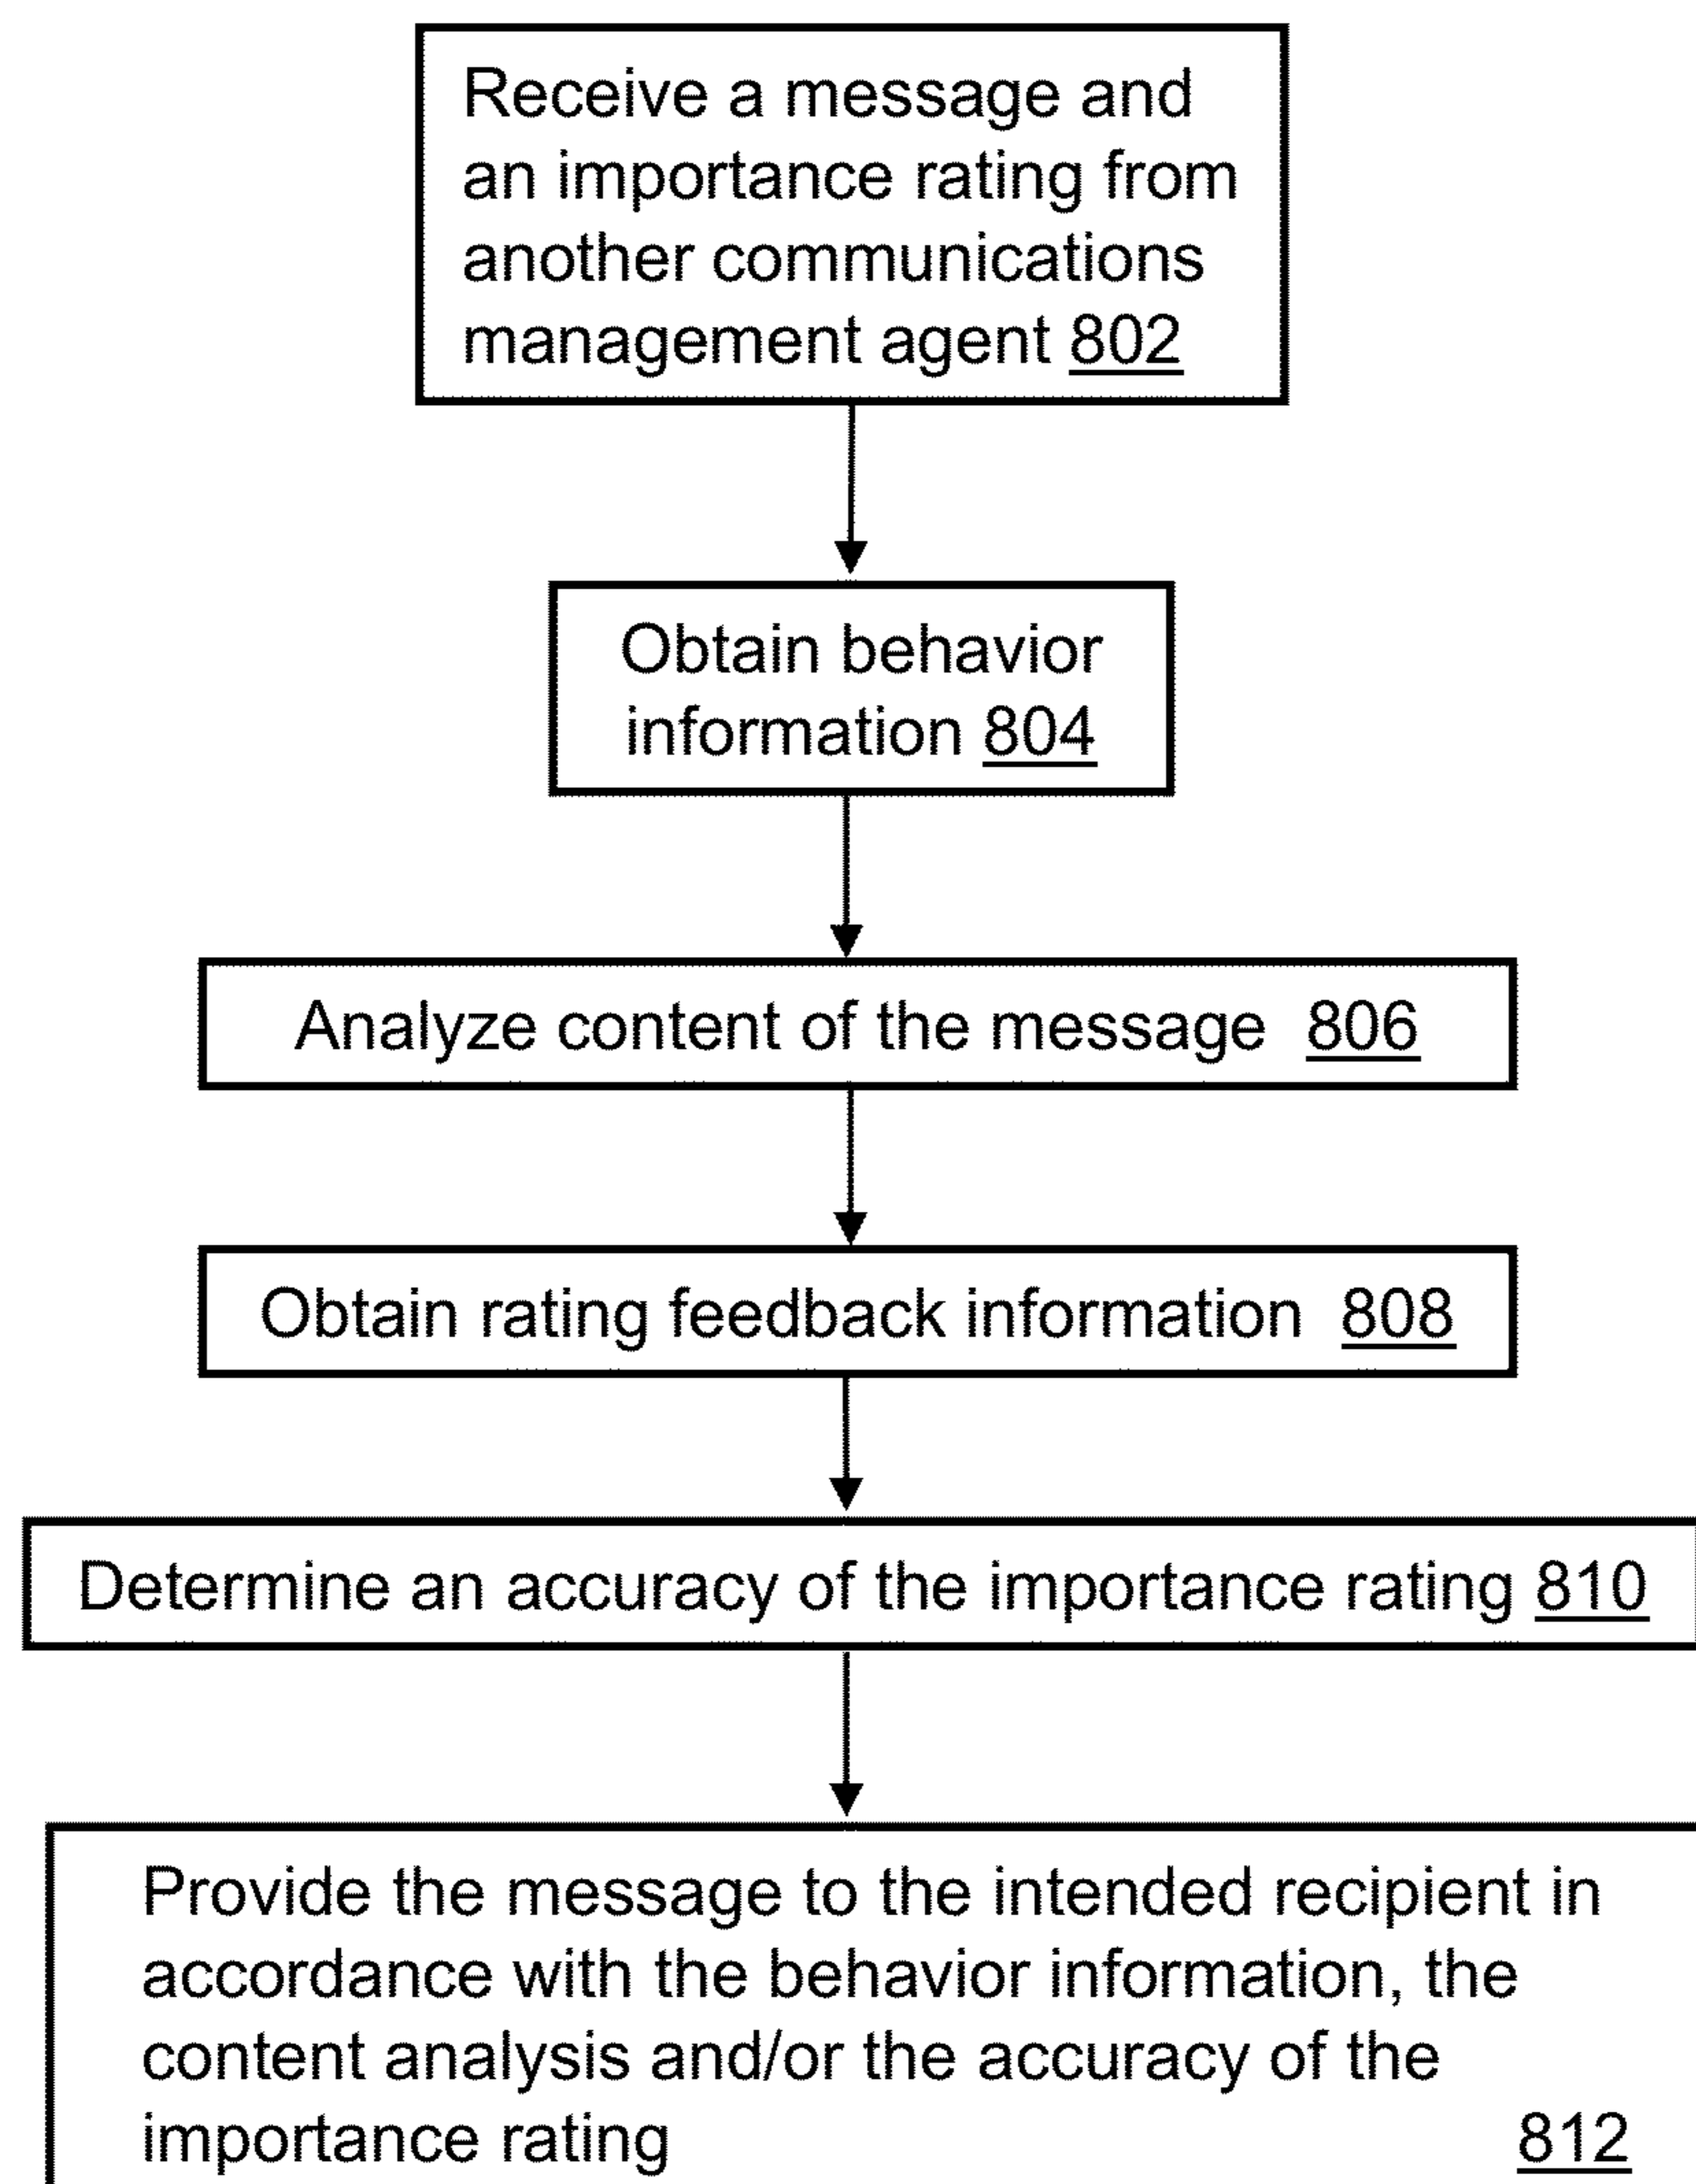 Receive a message and
an importance rating from
another communications
management agent 802
Obtain behavior
information 804
Analyze content of the message 806
Obtain rating feedback information 808
Determine an accuracy of the importance rating 810
Provide the message to the intended recipient in
accordance with the behavior information, the
content analysis and/or the accuracy of the
importance rating 812